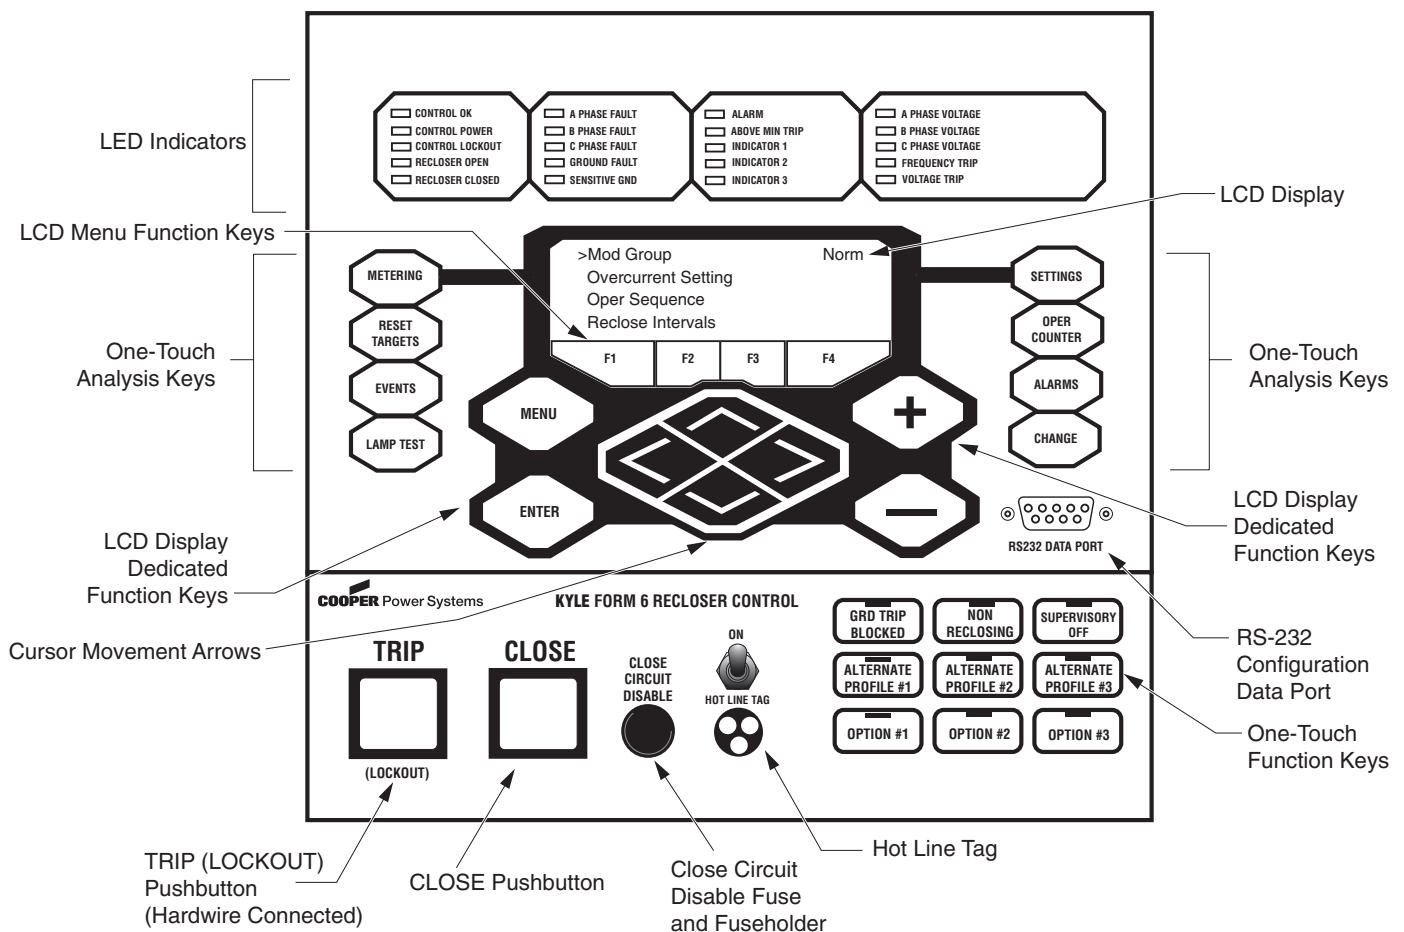 LED Indicators
CONTROL OK
CONTROL POWER
CONTROL LOCKOUT
RECLOSER OPEN
RECLOSER CLOSED
A PHASE FAULT
B PHASE FAULT
C PHASE FAULT
GROUND FAULT
SENSITIVE GND
ALARM
ABOVE MIN TRIP
INDICATOR 1
INDICATOR 2
INDICATOR 3
A PHASE VOLTAGE
B PHASE VOLTAGE
C PHASE VOLTAGE
FREQUENCY TRIP
VOLTAGE TRIP
LCD Display
LCD Menu Function Keys
One-Touch
Analysis Keys
METERING
RESET
TARGETS
EVENTS
LAMP TEST
>Mod Group Norm
Overcurrent Setting
Oper Sequence
Reclose Intervals
F1 F2 F3 F4
MENU
ENTER
+
—
SETTINGS
OPER
COUNTER
ALARMS
CHANGE
One-Touch
Analysis Keys
LCD Display
Dedicated
Function Keys
LCD Display
Dedicated
Function Keys
RS232 DATA PORT
Cursor Movement Arrows
COOPER Power Systems
KYLE FORM 6 RECLOSER CONTROL
TRIP
(LOCKOUT)
CLOSE
CLOSE
CIRCUIT
DISABLE
ON
HOT LINE TAG
GRD TRIP
BLOCKED
NON
RECLOSING
SUPERVISORY
OFF
ALTERNATE
PROFILE #1
ALTERNATE
PROFILE #2
ALTERNATE
PROFILE #3
OPTION #1
OPTION #2
OPTION #3
RS-232
Configuration
Data Port
One-Touch
Function Keys
TRIP (LOCKOUT)
Pushbutton
(Hardwire Connected)
CLOSE Pushbutton
Close Circuit
Disable Fuse
and Fuseholder
Hot Line Tag